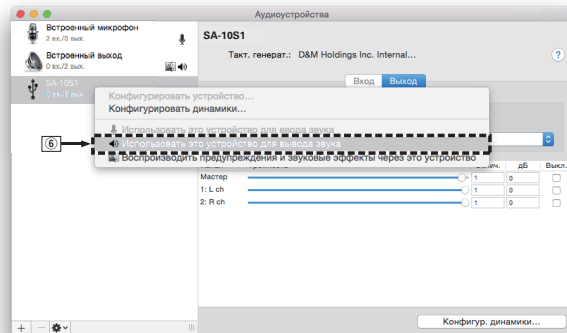 Аудиоустройства
Встроенный микрофон
2 вх./0 вых.
Встроенный выход
0 вх./2 вых.
SA-10S1
0 вх./8 вых.
SA-10S1
Такт. генерат.: D&M Holdings Inc. Internal...
?
Вход Выход
Конфигурировать устройство...
Конфигурировать динамики...
Использовать это устройство для ввода звука
⑥ Использовать это устройство для вывода звука
Воспроизводить предупреждения и звуковые эффекты через это устройство
дБ Выкл.
Мастер 1 0
1: L ch 1 0
2: R ch 1 0
Конфигур. динамики...